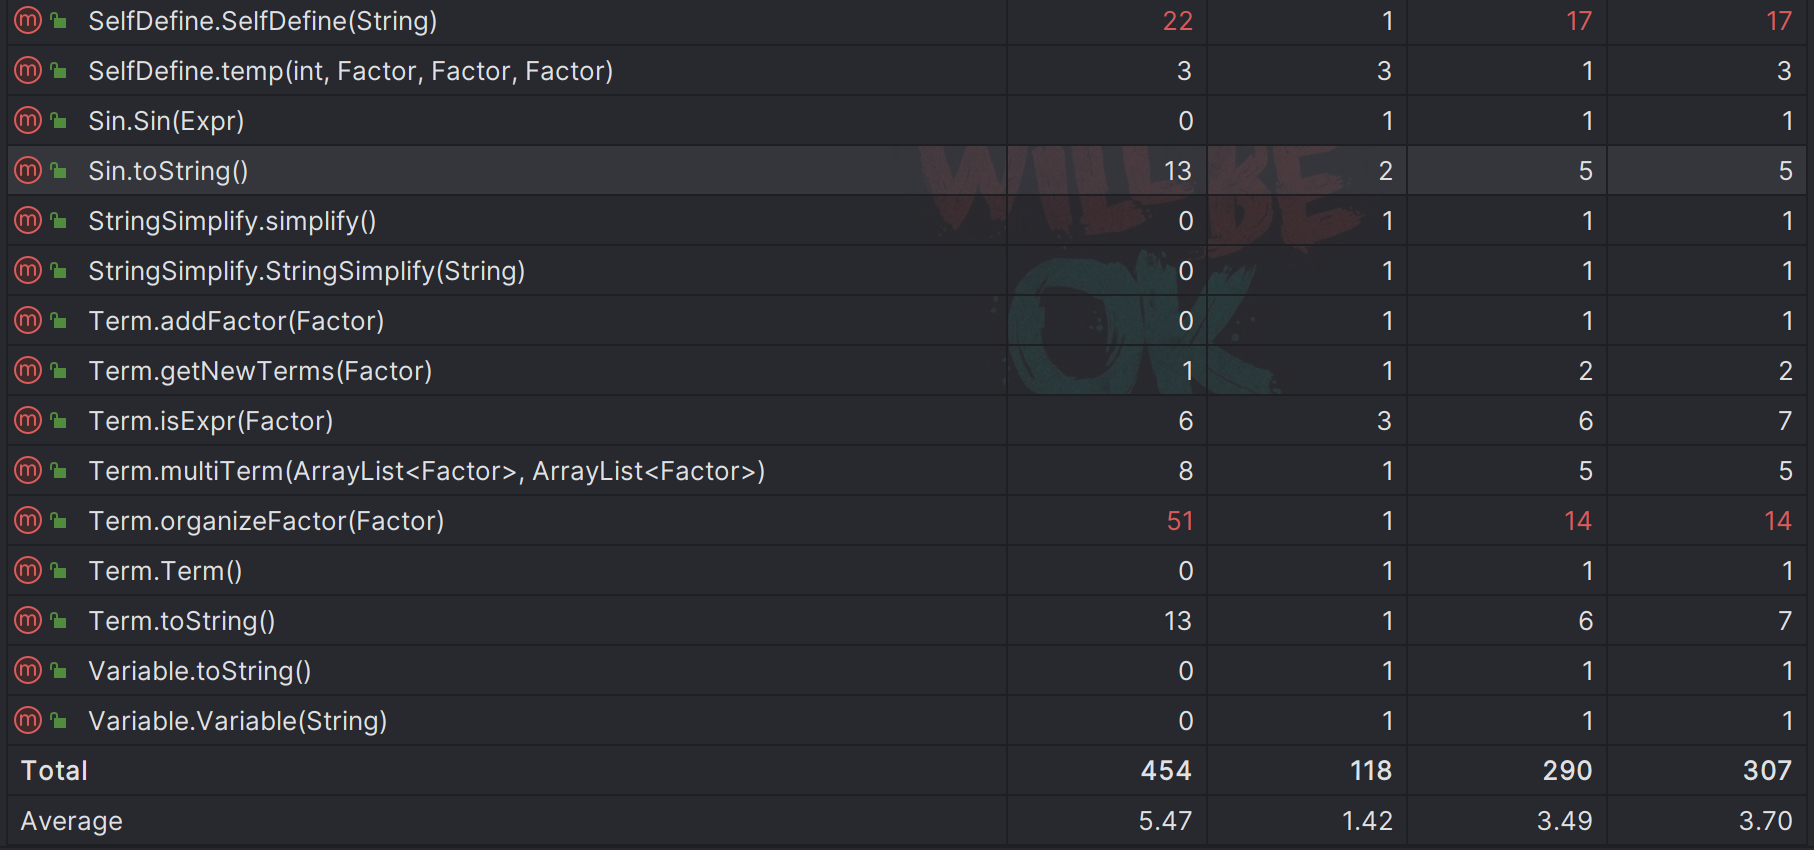 SelfDefine.SelfDefine(String) 22 1 17 17
SelfDefine.temp(int, Factor, Factor, Factor) 3 3 1 3
Sin.Sin(Expr) 0 1 1 1
Sin.toString() 13 2 5 5
WILL BE
StringSimplify.simplify() 0 1 1 1
StringSimplify.StringSimplify(String) 0 1 1 1
OK
Term.addFactor(Factor) 0 1 1 1
Term.getNewTerms(Factor) 1 1 2 2
Term.isExpr(Factor) 6 3 6 7
Term.multiTerm(ArrayList<Factor>, ArrayList<Factor>) 8 1 5 5
Term.organizeFactor(Factor) 51 1 14 14
Term.Term() 0 1 1 1
Term.toString() 13 1 6 7
Variable.toString() 0 1 1 1
Variable.Variable(String) 0 1 1 1
Total 454 118 290 307
Average 5.47 1.42 3.49 3.70